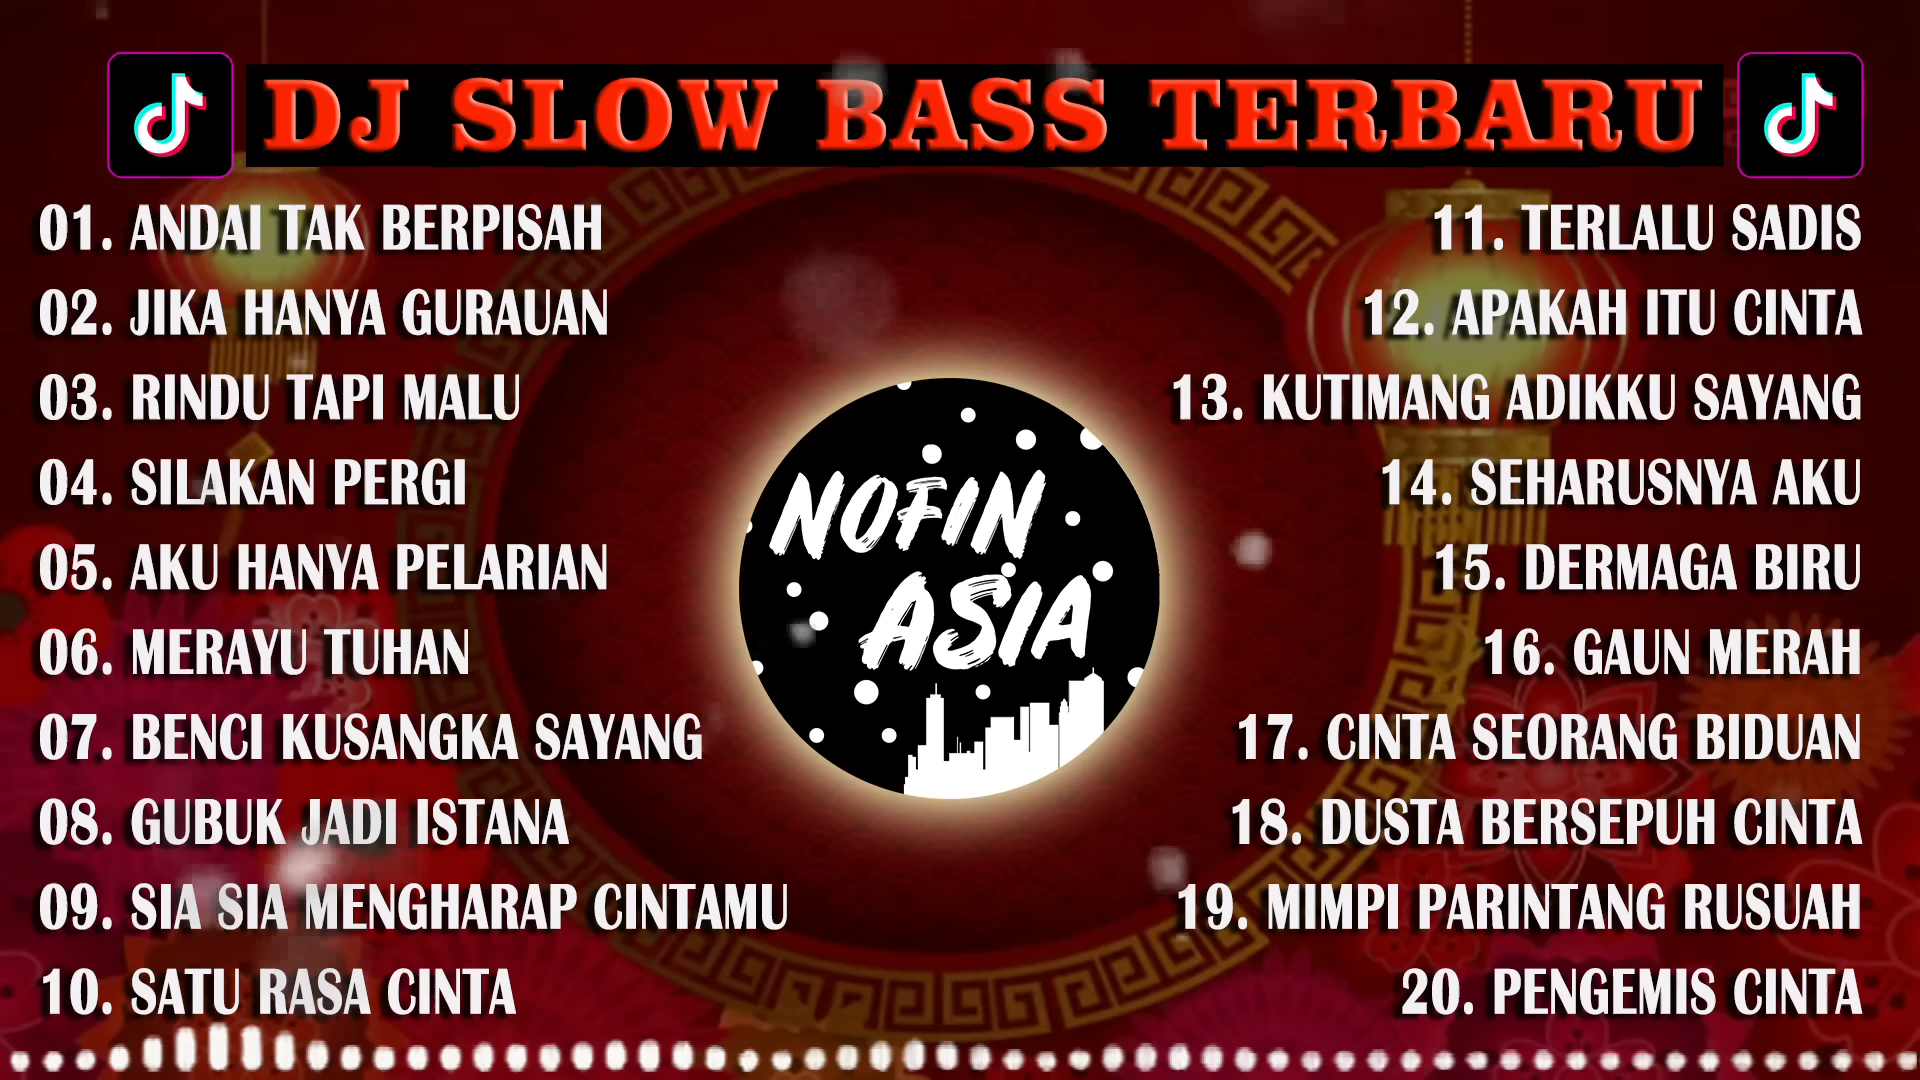 DJ SLOW BASS TERBARU
01. ANDAI TAK BERPISAH
02. JIKA HANYA GURAUAN
03. RINDU TAPI MALU
04. SILAKAN PERGI
05. AKU HANYA PELARIAN
06. MERAYU TUHAN
07. BENCI KUSANGKA SAYANG
08. GUBUK JADI ISTANA
09. SIA SIA MENGHARAP CINTAMU
10. SATU RASA CINTA
NOFIN
ASIA
11. TERLALU SADIS
12. APAKAH ITU CINTA
13. KUTIMANG ADIKKU SAYANG
14. SEHARUSNYA AKU
15. DERMAGA BIRU
16. GAUN MERAH
17. CINTA SEORANG BIDUAN
18. DUSTA BERSEPUH CINTA
19. MIMPI PARINTANG RUSUAH
20. PENGEMIS CINTA